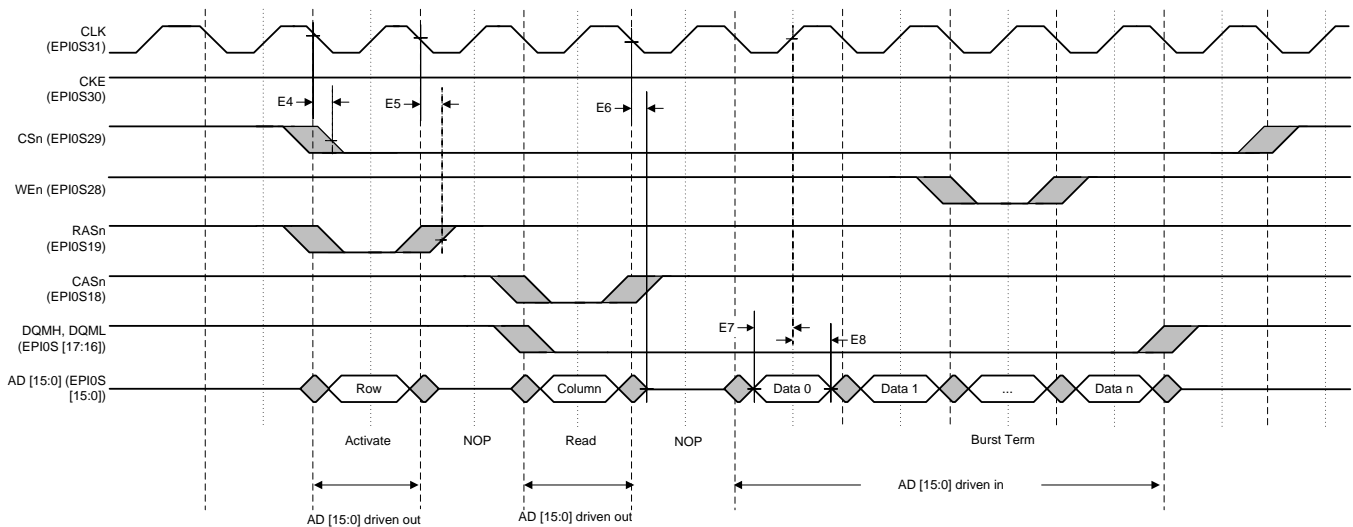 CLK
(EPI0S31)
CKE
(EPI0S30)
E4
E5
E6
CSn (EPI0S29)
WEn (EPI0S28)
RASn
(EPI0S19)
CASn
(EPI0S18)
DQMH, DQML
(EPI0S [17:16])
E7
E8
AD [15:0] (EPI0S
[15:0])
Row
Column
Data 0
Data 1
...
Data n
Activate
NOP
Read
NOP
Burst Term
AD [15:0] driven in
AD [15:0] driven out
AD [15:0] driven out